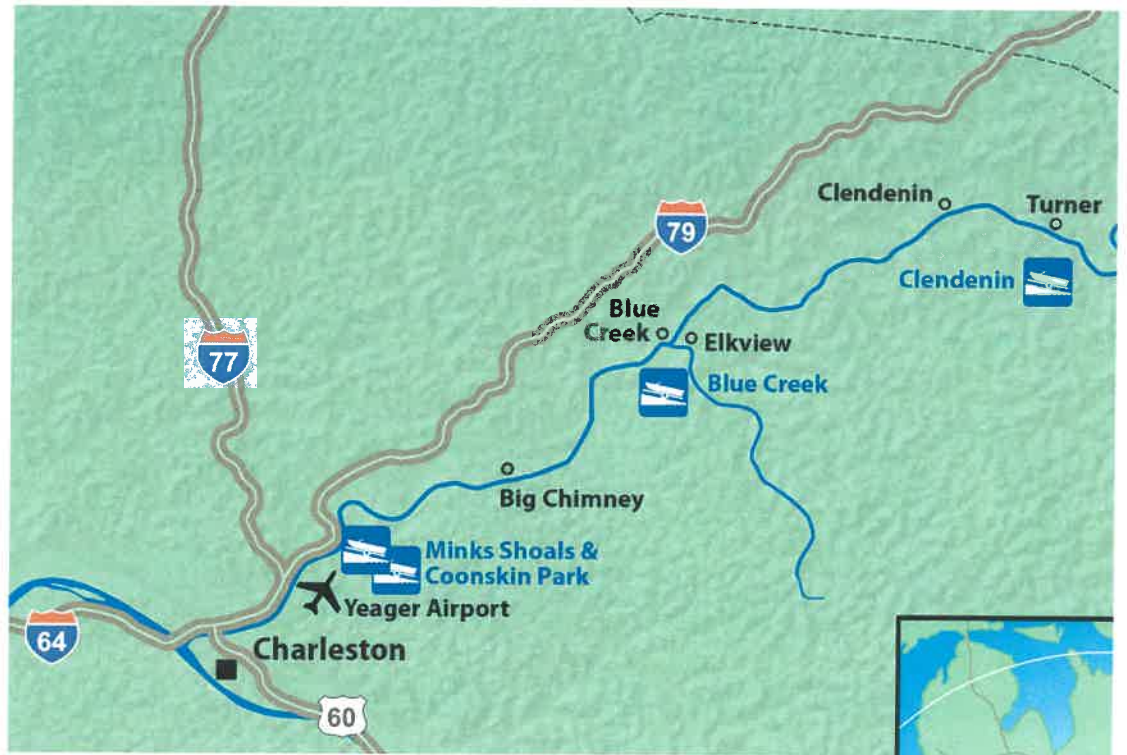 79
Clendenin
Turner
Clendenin
Blue
Creek
Elkview
77
Blue Creek
Big Chimney
Minks Shoals &
Coonskin Park
Yeager Airport
64
Charleston
60